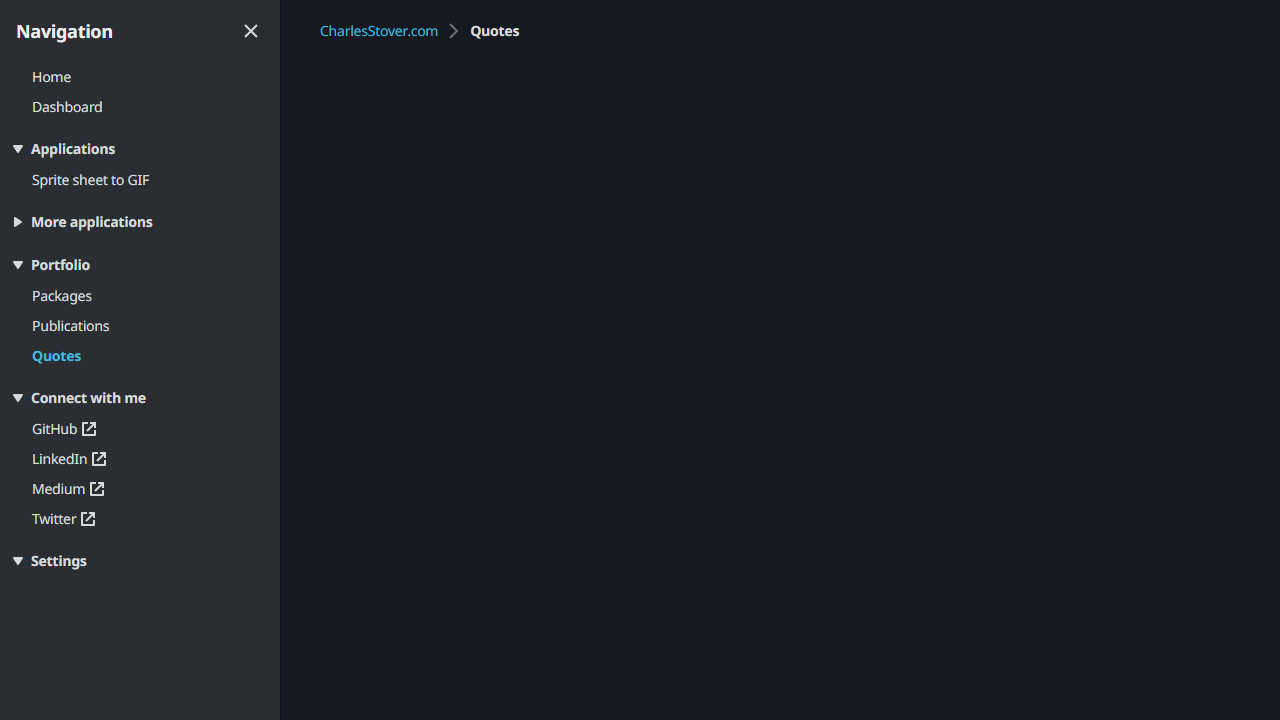 Navigation
Home
Dashboard
Applications
Sprite sheet to GIF
More applications
Portfolio
Packages
Publications
Quotes
Connect with me
GitHub
LinkedIn
Medium
Twitter
Settings
CharlesStover.com
Quotes